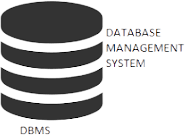 DATABASE
MANAGEMENT
SYSTEM
DBMS